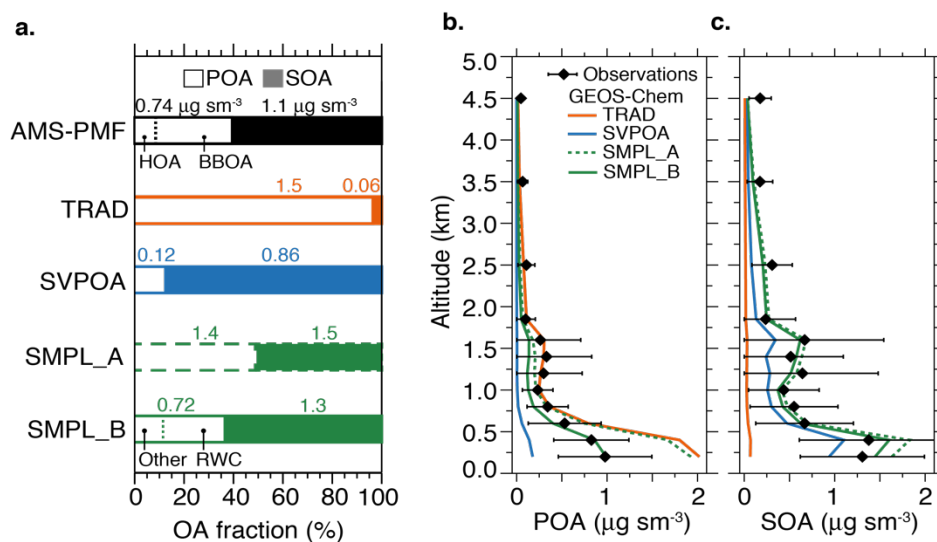 a.
POA SOA
0.74 µg sm-3 1.1 µg sm-3
AMS-PMF
HOA BBOA
1.5 0.06
TRAD
0.12 0.86
SVPOA
1.4 1.5
SMPL_A
0.72 1.3
SMPL_B
Other RWC
0 20 40 60 80 100
OA fraction (%)
b.
5.0
4.5
4.0
3.5
3.0
2.5
2.0
1.5
1.0
0.5
0.0
Altitude (km)
Observations
GEOS-Chem
TRAD
SVPOA
SMPL_A
SMPL_B
0 1 2
POA (µg sm-3)
c.
0 1 2
SOA (µg sm-3)